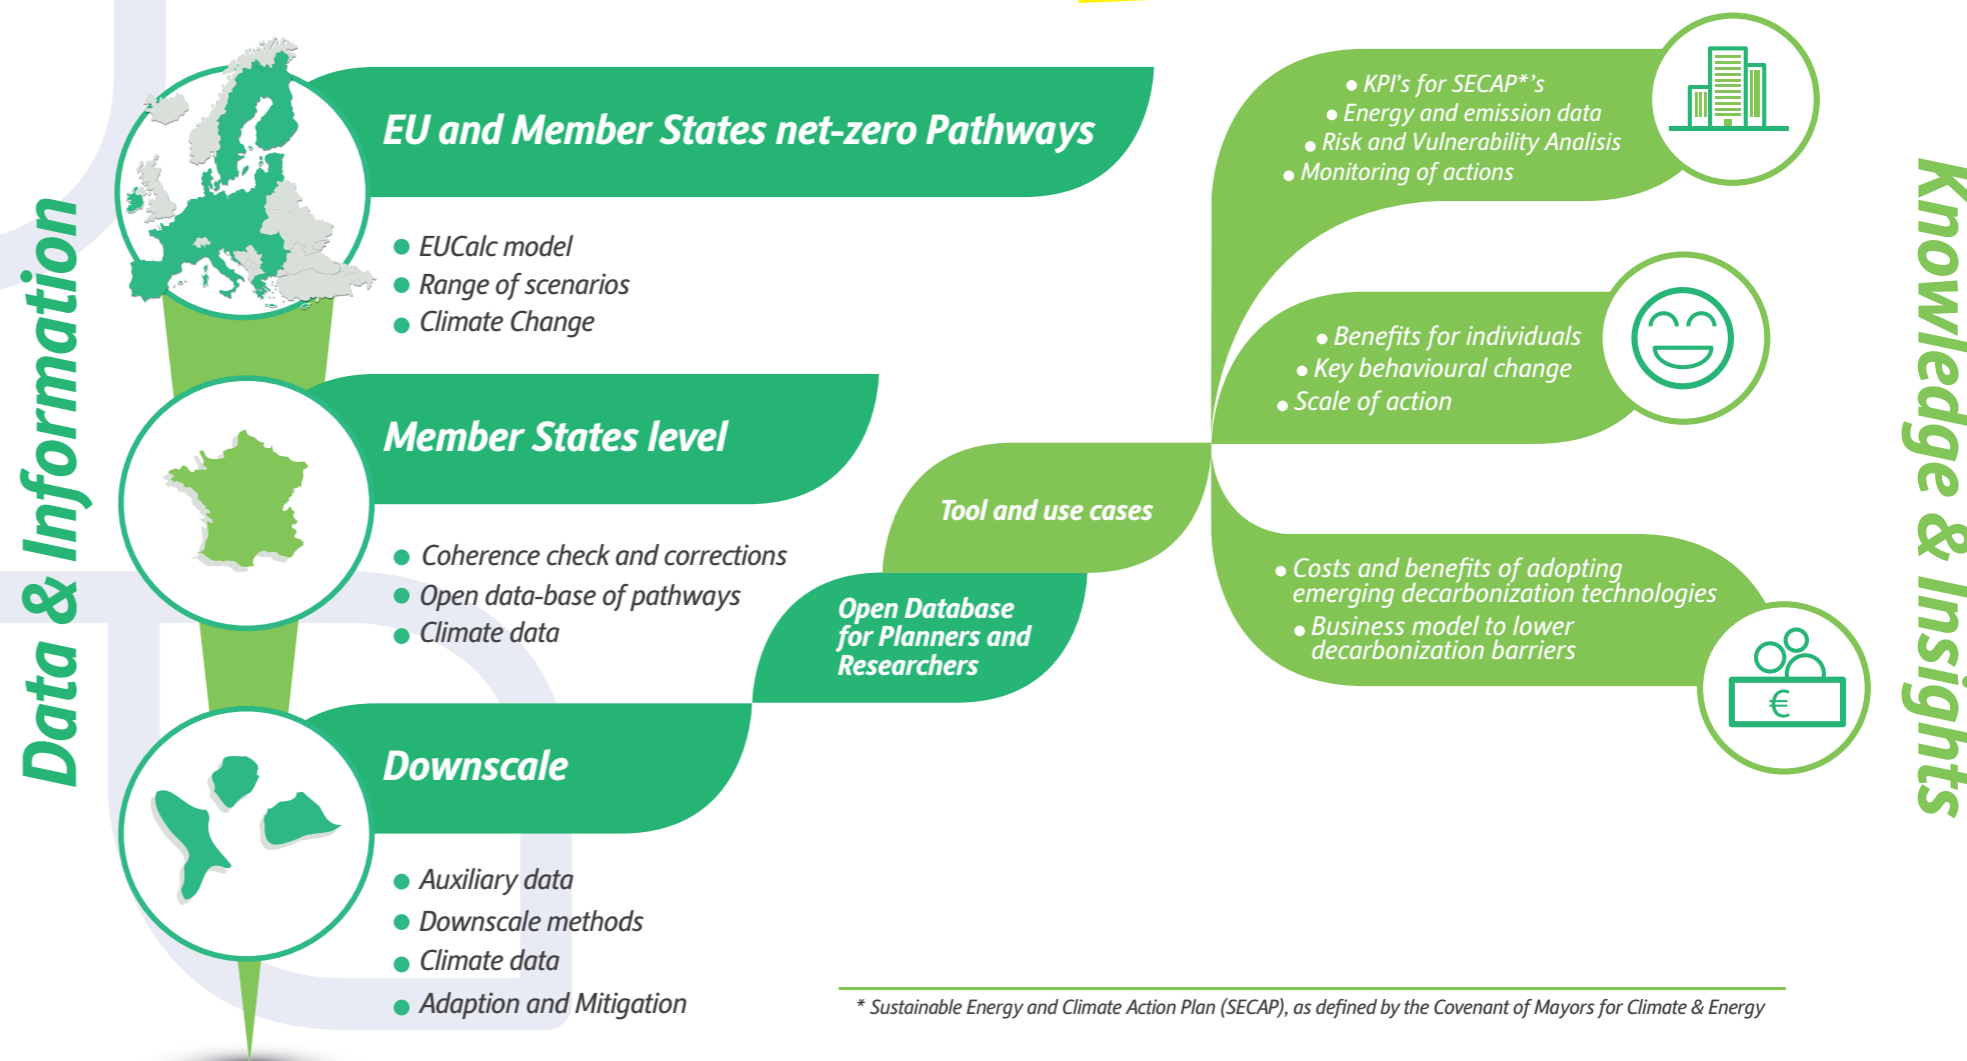 Data & Information
EU and Member States net-zero Pathways
EUCalc model
Range of scenarios
Climate Change
Member States level
Coherence check and corrections
Open data-base of pathways
Climate data
Downscale
Auxiliary data
Downscale methods
Climate data
Adaption and Mitigation
Open Database
for Planners and
Researchers
Tool and use cases
KPI's for SECAP*'s
Energy and emission data
Risk and Vulnerability Analisis
Monitoring of actions
Benefits for individuals
Key behavioural change
Scale of action
Costs and benefits of adopting
emerging decarbonization technologies
Business model to lower
decarbonization barriers
€
Knowledge & Insights
* Sustainable Energy and Climate Action Plan (SECAP), as defined by the Covenant of Mayors for Climate & Energy